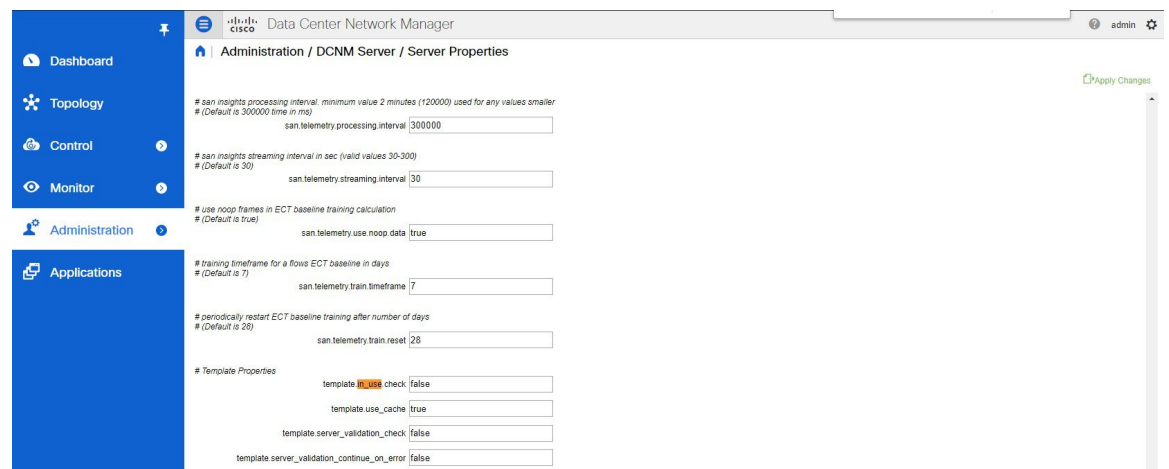 cisco Data Center Network Manager
admin
Administration / DCNM Server / Server Properties
Apply Changes
Dashboard
Topology
Control
Monitor
Administration
Applications
# san insights processing interval. minimum value 2 minutes (120000) used for any values smaller
# (Default is 300000 time in ms)
san.telemetry.processing.interval 300000
# san insights streaming interval in sec (valid values 30-300)
# (Default is 30)
san.telemetry.streaming.interval 30
# use noop frames in ECT baseline training calculation
# (Default is true)
san.telemetry.use.noop.data true
# training timeframe for a flows ECT baseline in days
# (Default is 7)
san.telemetry.train.timeframe 7
# periodically restart ECT baseline training after number of days
# (Default is 28)
san.telemetry.train.reset 28
# Template Properties
template.in_use.check false
template.use_cache true
template.server_validation_check false
template.server_validation_continue_on_error false